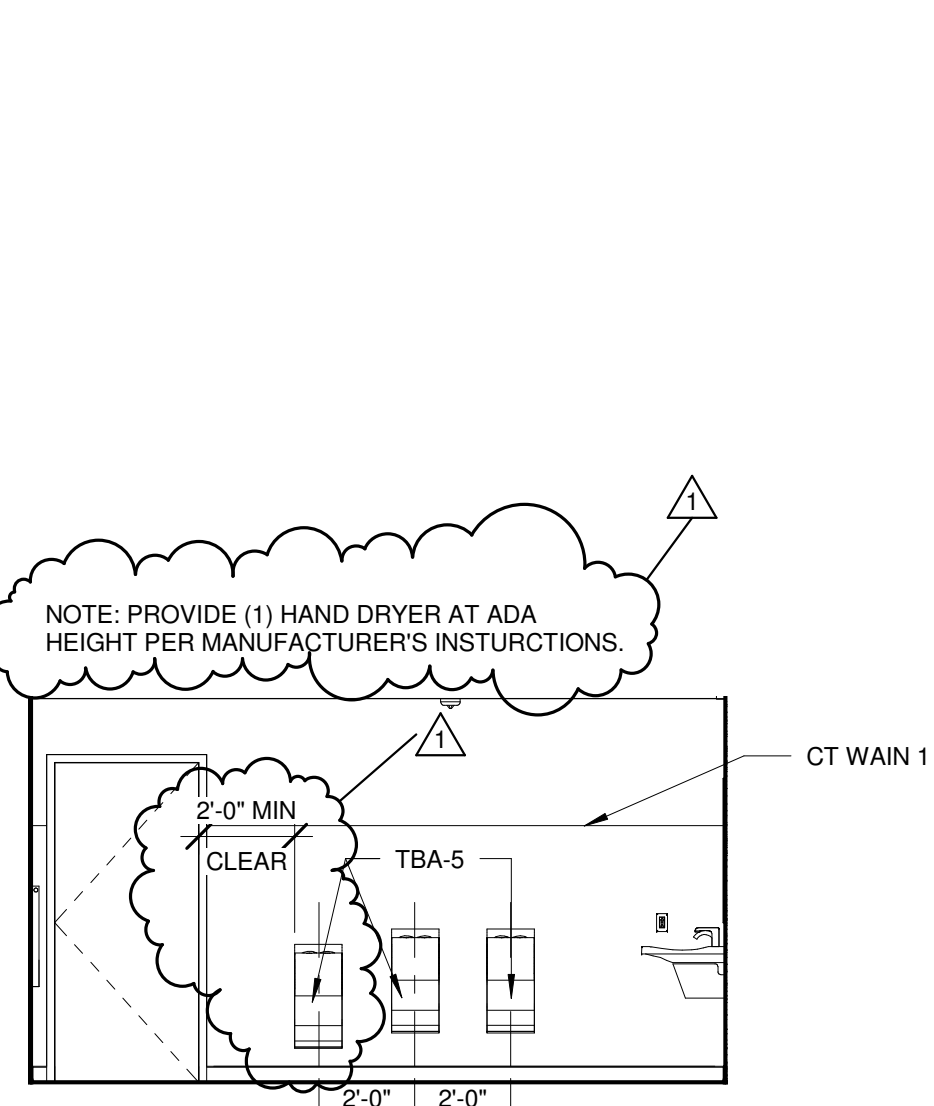 1
NOTE: PROVIDE (1) HAND DRYER AT ADA
HEIGHT PER MANUFACTURER'S INSTURCTIONS.
1
CT WAIN 1
2'-0" MIN
CLEAR
TBA-5
2'-0"
2'-0"